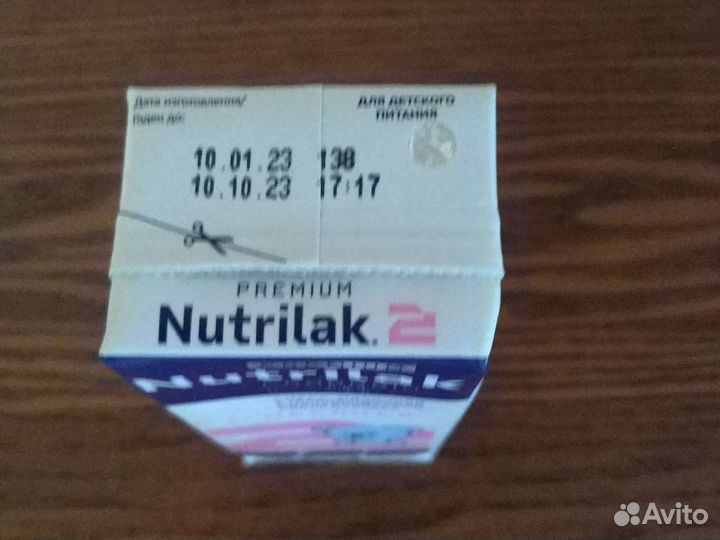 Дата изготовления/
годен до:
ДЛЯ ДЕТСКОГО
ПИТАНИЯ
10.01.23 138
10.10.23 17:17
PREMIUM
Nutrilak. 2
Nutrilak
Avito